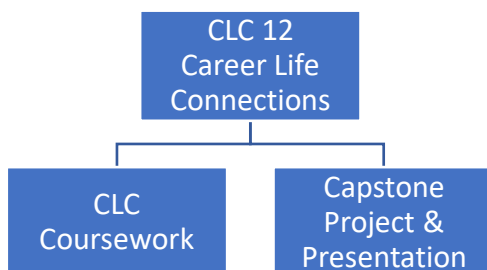 CLC 12
Career Life
Connections
CLC
Coursework
Capstone
Project &
Presentation